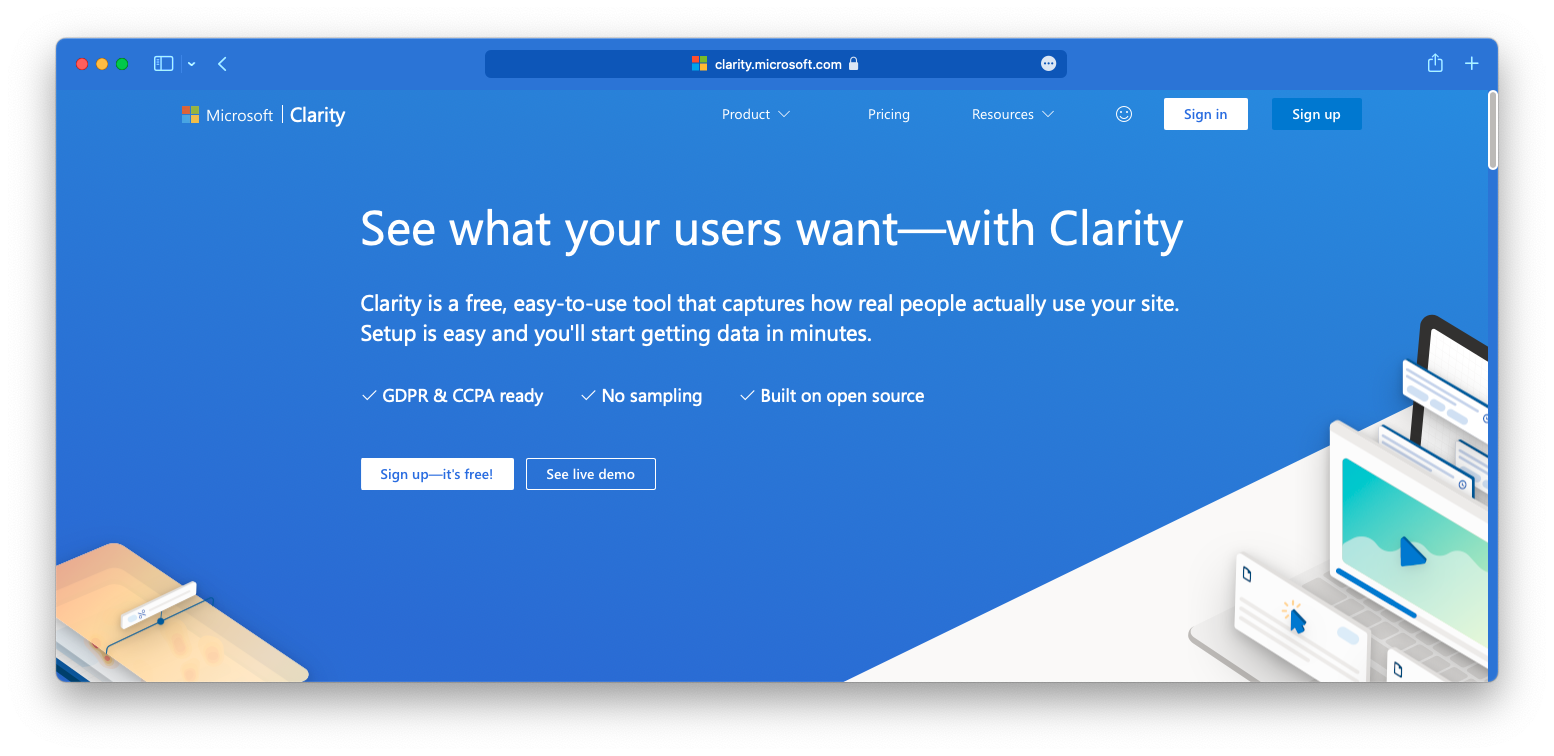 clarity.microsoft.com
Microsoft | Clarity
Product
Pricing
Resources
Sign in
Sign up
See what your users want—with Clarity
Clarity is a free, easy-to-use tool that captures how real people actually use your site.
Setup is easy and you'll start getting data in minutes.
GDPR & CCPA ready
No sampling
Built on open source
Sign up—it's free!
See live demo